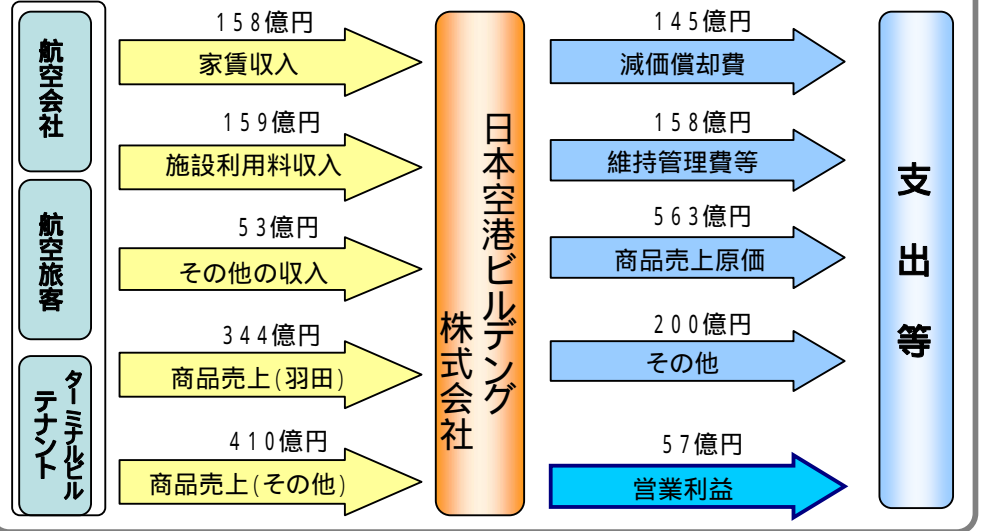 航空会社
航空旅客
ターミナルビル
テナント
158億円
家賃収入
159億円
施設利用料収入
53億円
その他の収入
344億円
商品売上(羽田)
410億円
商品売上(その他)
日本空港ビルデング
株式会社
145億円
減価償却費
158億円
維持管理費等
563億円
商品売上原価
200億円
その他
57億円
営業利益
支出等